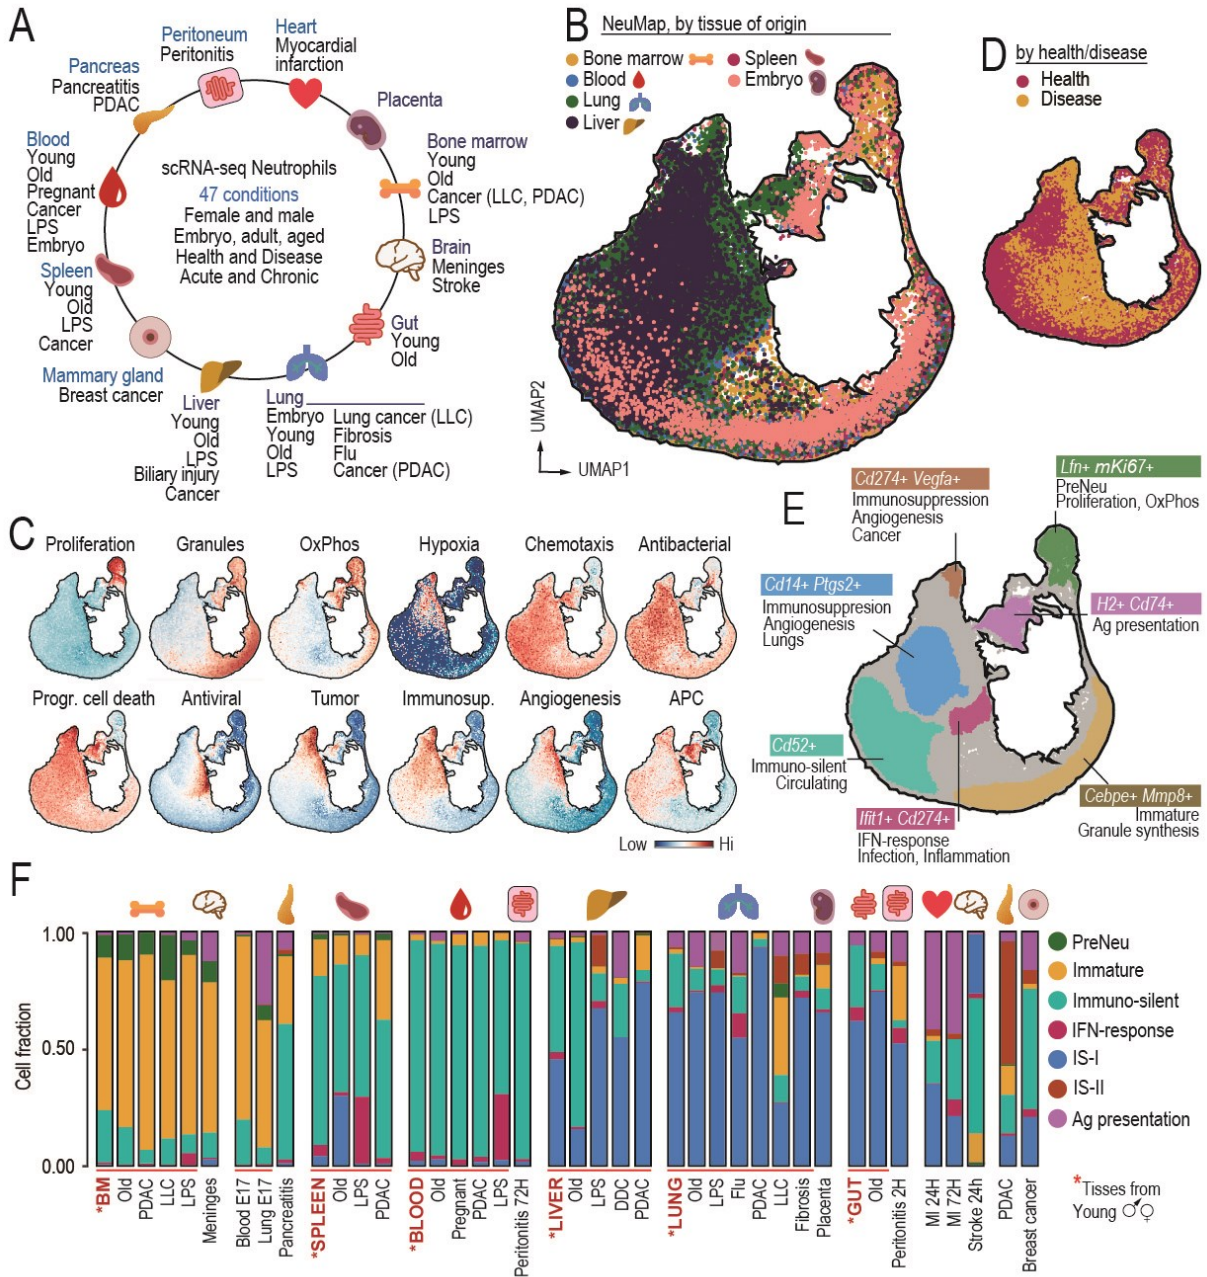 A
Peritoneum
Peritonitis
Heart
Myocardial
infarction
Pancreas
Pancreatitis
PDAC
Placenta
Blood
Young
Old
Pregnant
Cancer
LPS
Embryo
scRNA-seq Neutrophils
47 conditions
Female and male
Embryo, adult, aged
Health and Disease
Acute and Chronic
Bone marrow
Young
Old
Cancer (LLC, PDAC)
LPS
Brain
Meninges
Stroke
Spleen
Young
Old
LPS
Cancer
Gut
Young
Old
Mammary gland
Breast cancer
Liver
Young
Old
LPS
Biliary injury
Cancer
Lung
Embryo
Young
Old
LPS
Lung cancer (LLC)
Fibrosis
Flu
Cancer (PDAC)
B
NeuMap, by tissue of origin
Bone marrow
Blood
Lung
Liver
Spleen
Embryo
UMAP2
UMAP1
D
by health/disease
Health
Disease
C
Proliferation
Granules
OxPhos
Hypoxia
Chemotaxis
Antibacterial
Progr. cell death
Antiviral
Tumor
Immunosup.
Angiogenesis
APC
Low
Hi
E
Cd274+ Vegfa+
Immunosuppression
Angiogenesis
Cancer
Lfn+ mKi67+
PreNeu
Proliferation, OxPhos
Cd14+ Ptgs2+
Immunosuppresion
Angiogenesis
Lungs
H2+ Cd74+
Ag presentation
Cd52+
Immuno-silent
Circulating
Ifit1+ Cd274+
IFN-response
Infection, Inflammation
Cebpe+ Mmp8+
Immature
Granule synthesis
F
Cell fraction
1.00
0.50
0.00
*BM
Old
PDAC
LLC
LPS
Meninges
Blood E17
Lung E17
Pancreatitis
*SPLEEN
Old
LPS
PDAC
*BLOOD
Old
Pregnant
PDAC
LPS
Peritonitis 72H
*LIVER
Old
LPS
DDC
PDAC
*LUNG
Old
LPS
Flu
PDAC
LLC
Fibrosis
Placenta
*GUT
Old
Peritonitis 2H
MI 24H
MI 72H
Stroke 24h
PDAC
Breast cancer
PreNeu
Immature
Immuno-silent
IFN-response
IS-I
IS-II
Ag presentation
*Tisses from
Young ♂♀